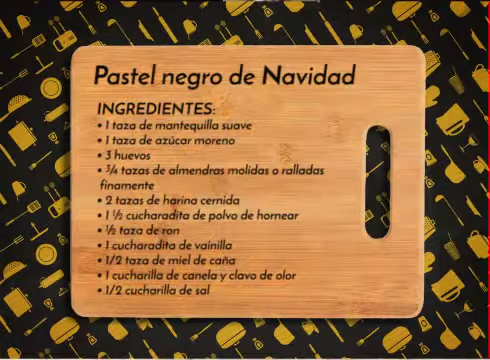 Pastel negro de Navidad
INGREDIENTES:
• 1 taza de mantequilla suave
• 1 taza de azúcar moreno
• 3 huevos
• ¾ tazas de almendras molidas o ralladas
finamente
• 2 tazas de harina cernida
• 1 ½ cucharadita de polvo de hornear
• ½ taza de ron
• 1 cucharadita de vainilla
• 1/2 taza de miel de caña
• 1 cucharilla de canela y clavo de olor
• 1/2 cucharilla de sal